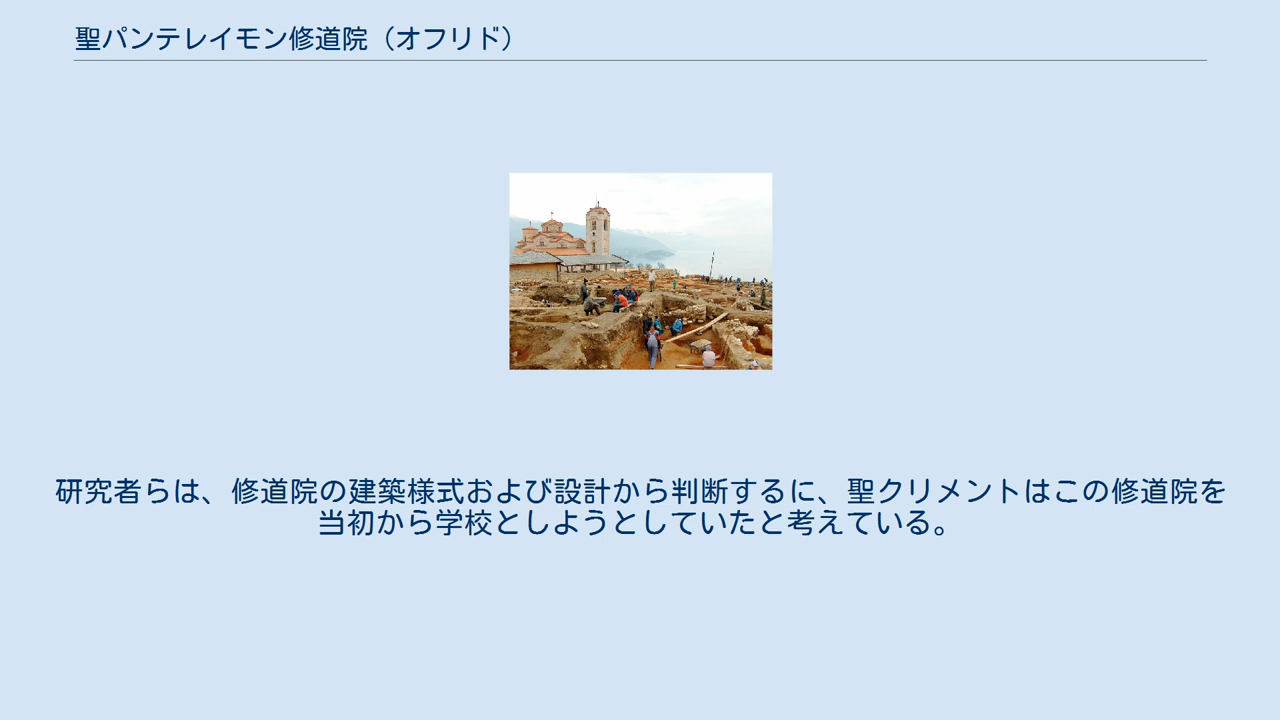 聖パンテレイモン修道院（オフリド）
研究者らは、修道院の建築様式および設計から判断するに、聖クリメントはこの修道院を
当初から学校としようとしていたと考えている。